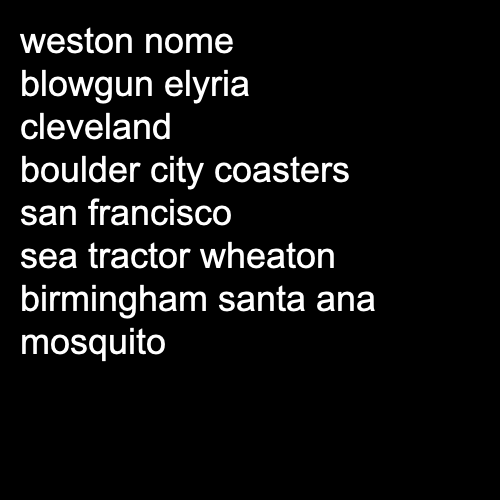 weston nome
blowgun elyria
cleveland
boulder city coasters
san francisco
sea tractor wheaton
birmingham santa ana
mosquito